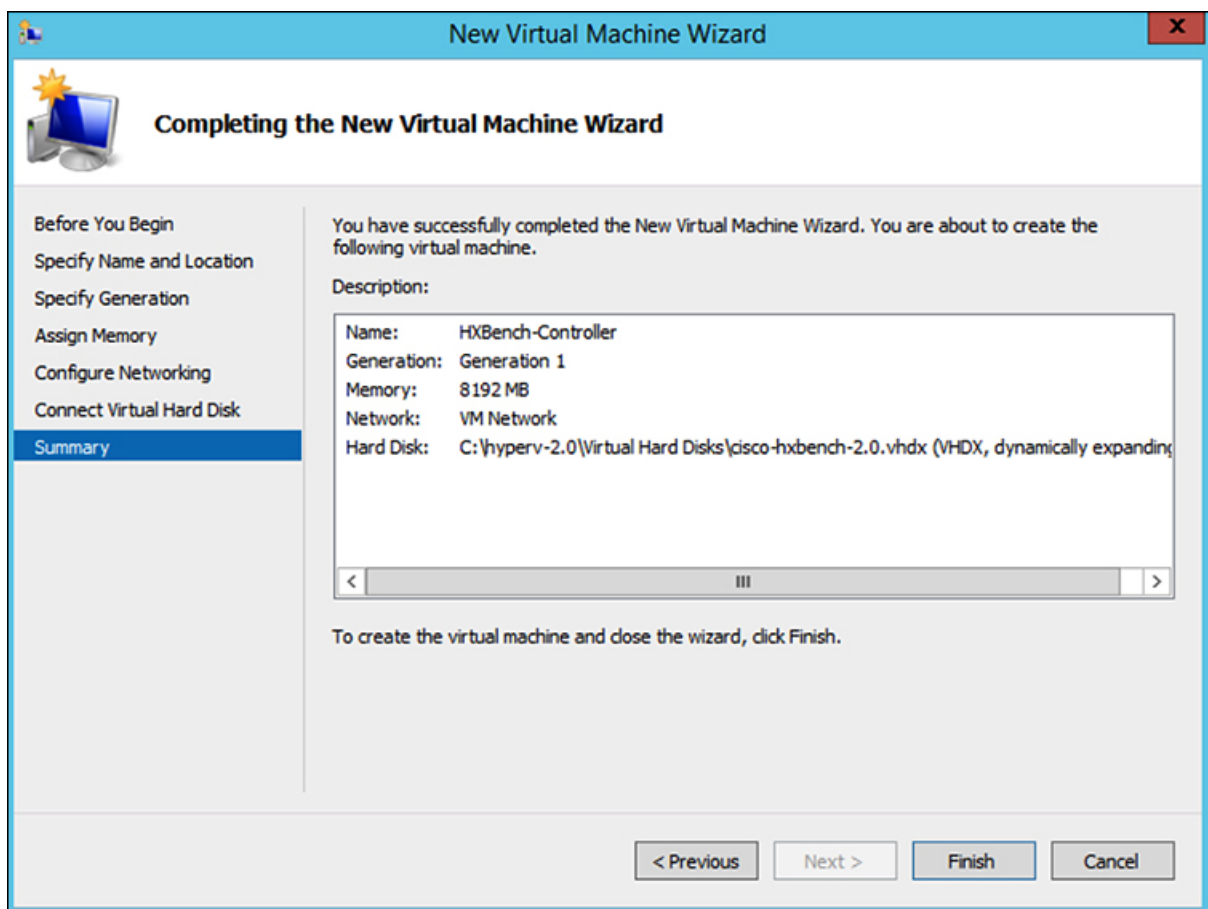 New Virtual Machine Wizard
x
Completing the New Virtual Machine Wizard
Before You Begin
Specify Name and Location
Specify Generation
Assign Memory
Configure Networking
Connect Virtual Hard Disk
Summary
You have successfully completed the New Virtual Machine Wizard. You are about to create the
following virtual machine.
Description:
Name: HXBench-Controller
Generation: Generation 1
Memory: 8192 MB
Network: VM Network
Hard Disk: C:\hyperv-2.0\Virtual Hard Disks\cisco-hxbench-2.0.vhdx (VHDX, dynamically expanding
To create the virtual machine and close the wizard, click Finish.
< Previous
Next >
Finish
Cancel